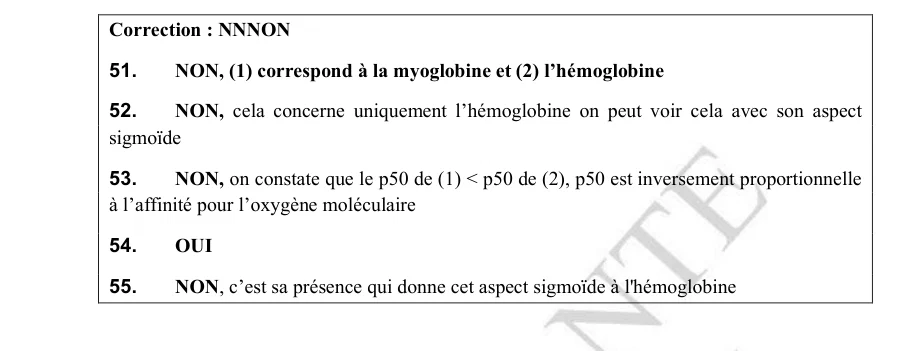 Correction : NNNON
51. NON, (1) correspond à la myoglobine et (2) l’hémoglobine
52. NON, cela concerne uniquement l’hémoglobine on peut voir cela avec son aspect
sigmoïde
53. NON, on constate que le p50 de (1) < p50 de (2), p50 est inversement proportionnelle
à l’affinité pour l’oxygène moléculaire
54. OUI
55. NON, c’est sa présence qui donne cet aspect sigmoïde à l'hémoglobine
NTE